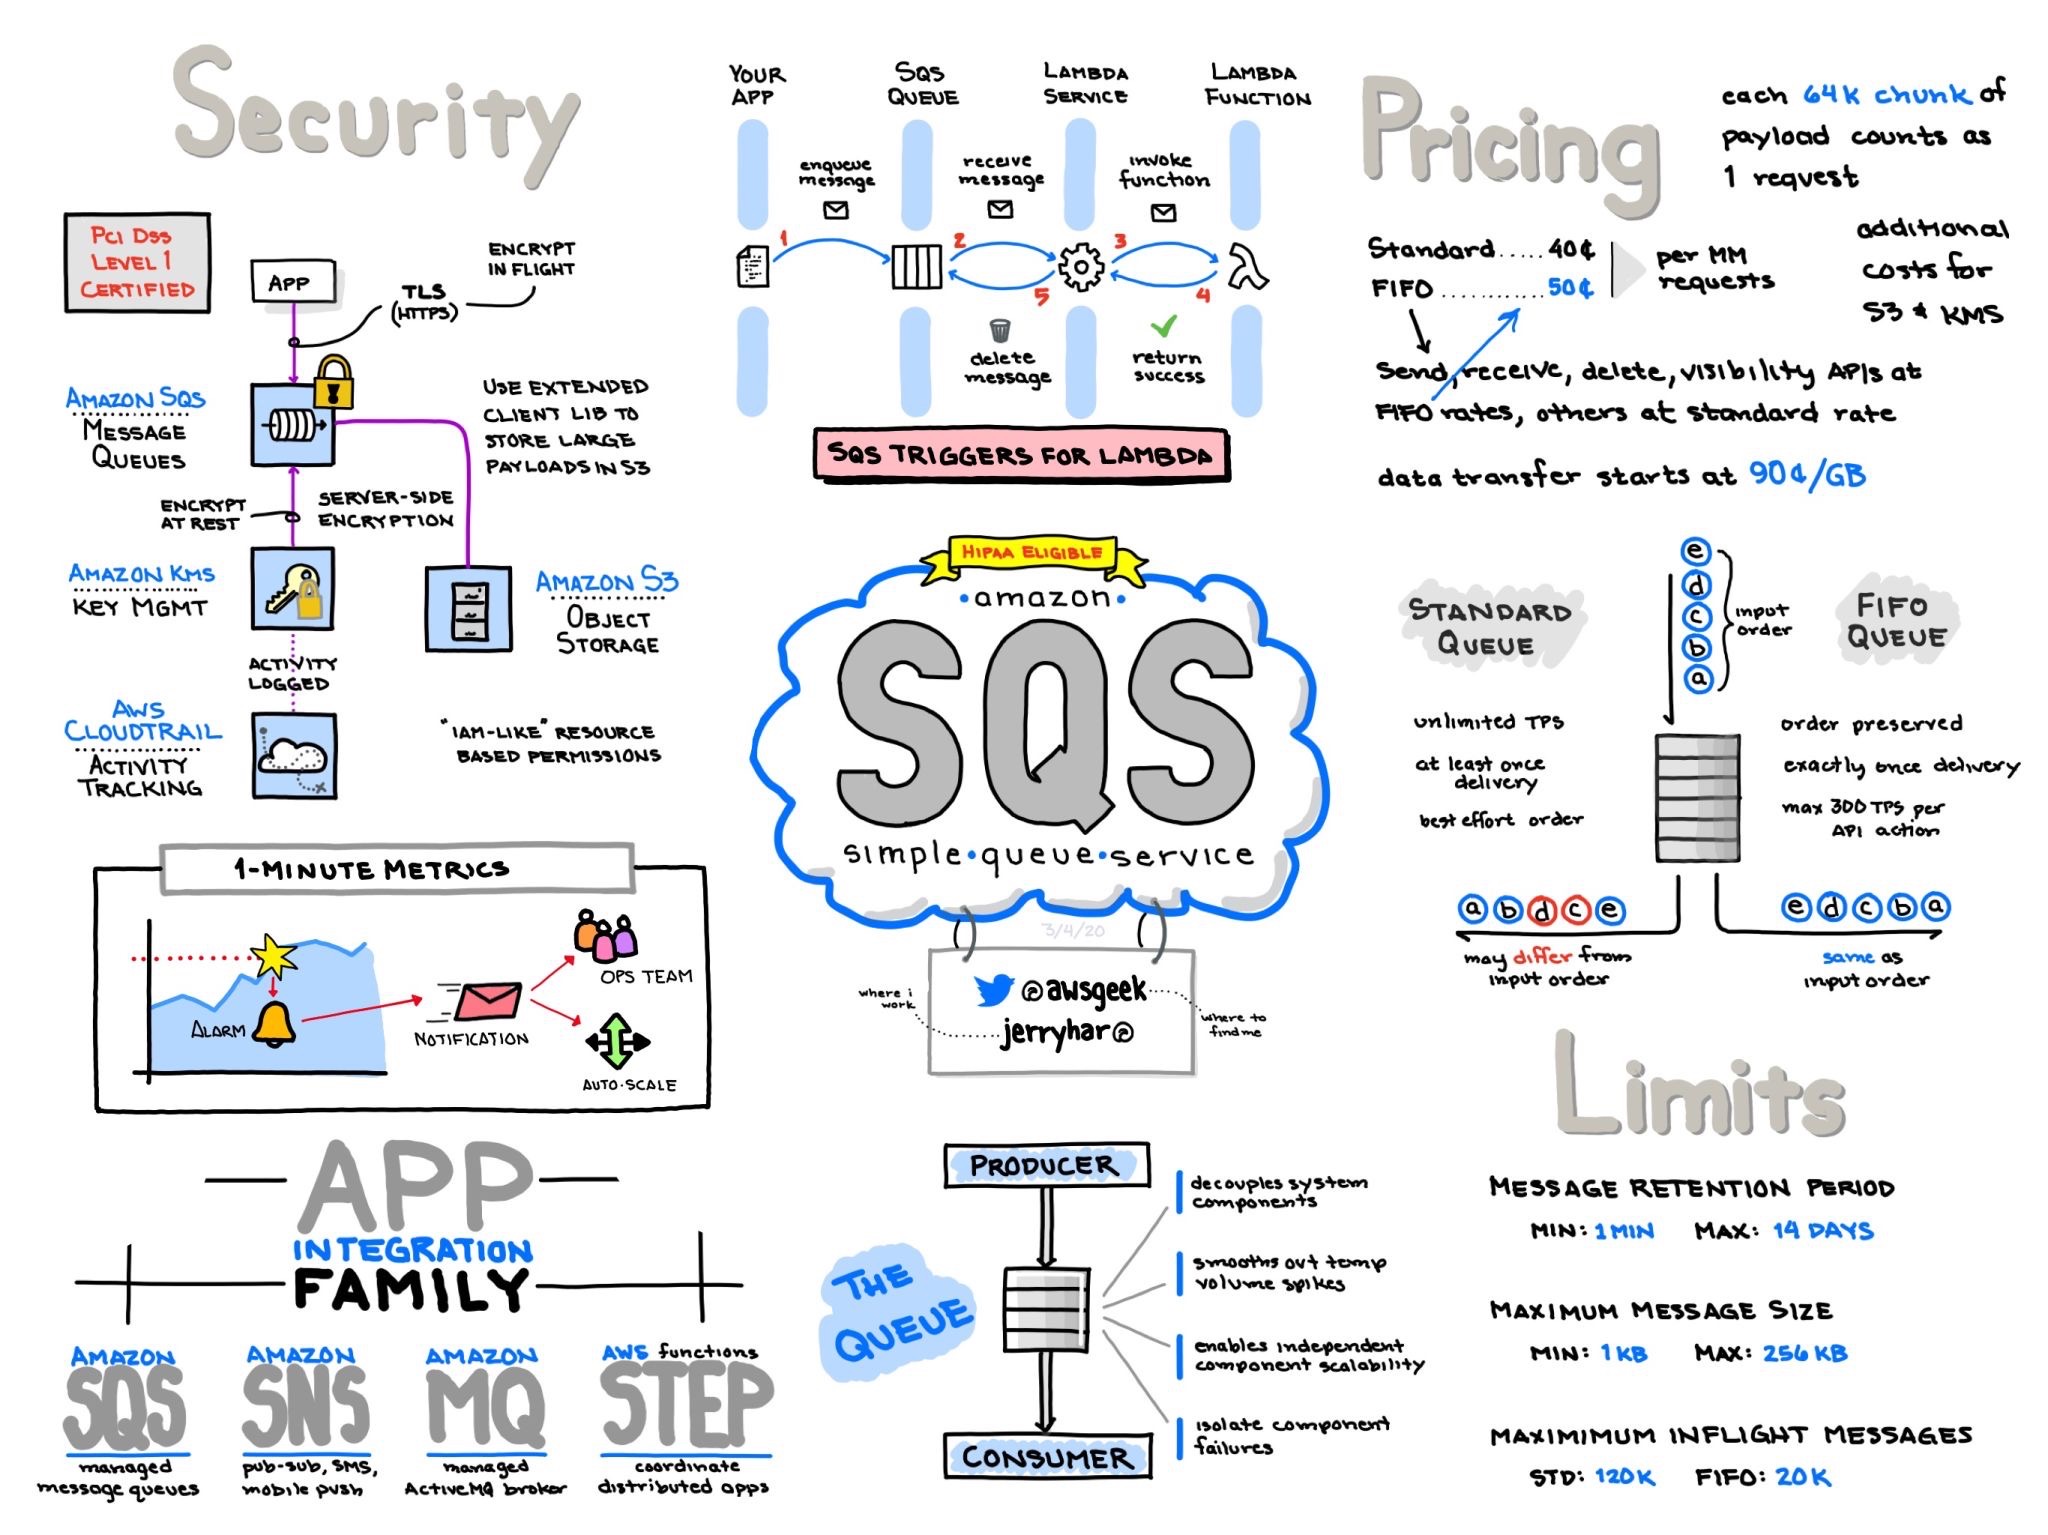 Security
PCI DSS
LEVEL 1
CERTIFIED
APP
ENCRYPT
IN FLIGHT
TLS
(HTTPS)
AMAZON SQS
MESSAGE
QUEUES
USE EXTENDED
CLIENT LIB TO
STORE LARGE
PAYLOADS IN S3
ENCRYPT
AT REST
SERVER-SIDE
ENCRYPTION
AMAZON KMS
KEY MGMT
AMAZON S3
OBJECT
STORAGE
ACTIVITY
LOGGED
AWS
CLOUDTRAIL
ACTIVITY
TRACKING
"IAM-LIKE" RESOURCE
BASED PERMISSIONS
1-MINUTE METRICS
ALARM
NOTIFICATION
OPS TEAM
AUTO-SCALE
APP
INTEGRATION
FAMILY
AMAZON
SQS
managed
message queues
AMAZON
SNS
pub-sub, SMS,
mobile push
AMAZON
MQ
managed
ActiveMQ broker
AWS functions
STEP
coordinate
distributed apps
YOUR
APP
SQS
QUEUE
LAMBDA
SERVICE
LAMBDA
FUNCTION
enqueue
message
receive
message
invoke
function
1
2
3
5
4
delete
message
return
success
SQS TRIGGERS FOR LAMBDA
HIPAA ELIGIBLE
•amazon•
SQS
simple•queue•service
3/4/20
@awsgeek
jerryhar@
where i
work
where to
find me
PRODUCER
THE
QUEUE
CONSUMER
decouples system
components
smooths out temp
volume spikes
enables independent
component scalability
isolate component
failures
Pricing
each 64K chunk of
payload counts as
1 request
Standard.....40¢
FIFO..........50¢
per MM
requests
additional
costs for
S3 & KMS
Send, receive, delete, visibility APIs at
FIFO rates, others at standard rate
data transfer starts at 90¢/GB
STANDARD
QUEUE
e
d
c
b
a
input
order
FIFO
QUEUE
unlimited TPS
at least once
delivery
best effort order
order preserved
exactly once delivery
max 300 TPS per
API action
a b d c e
may differ from
input order
e d c b a
same as
input order
Limits
MESSAGE RETENTION PERIOD
MIN: 1 MIN MAX: 14 DAYS
MAXIMUM MESSAGE SIZE
MIN: 1 KB MAX: 256 KB
MAXIMIMUM INFLIGHT MESSAGES
STD: 120K FIFO: 20K